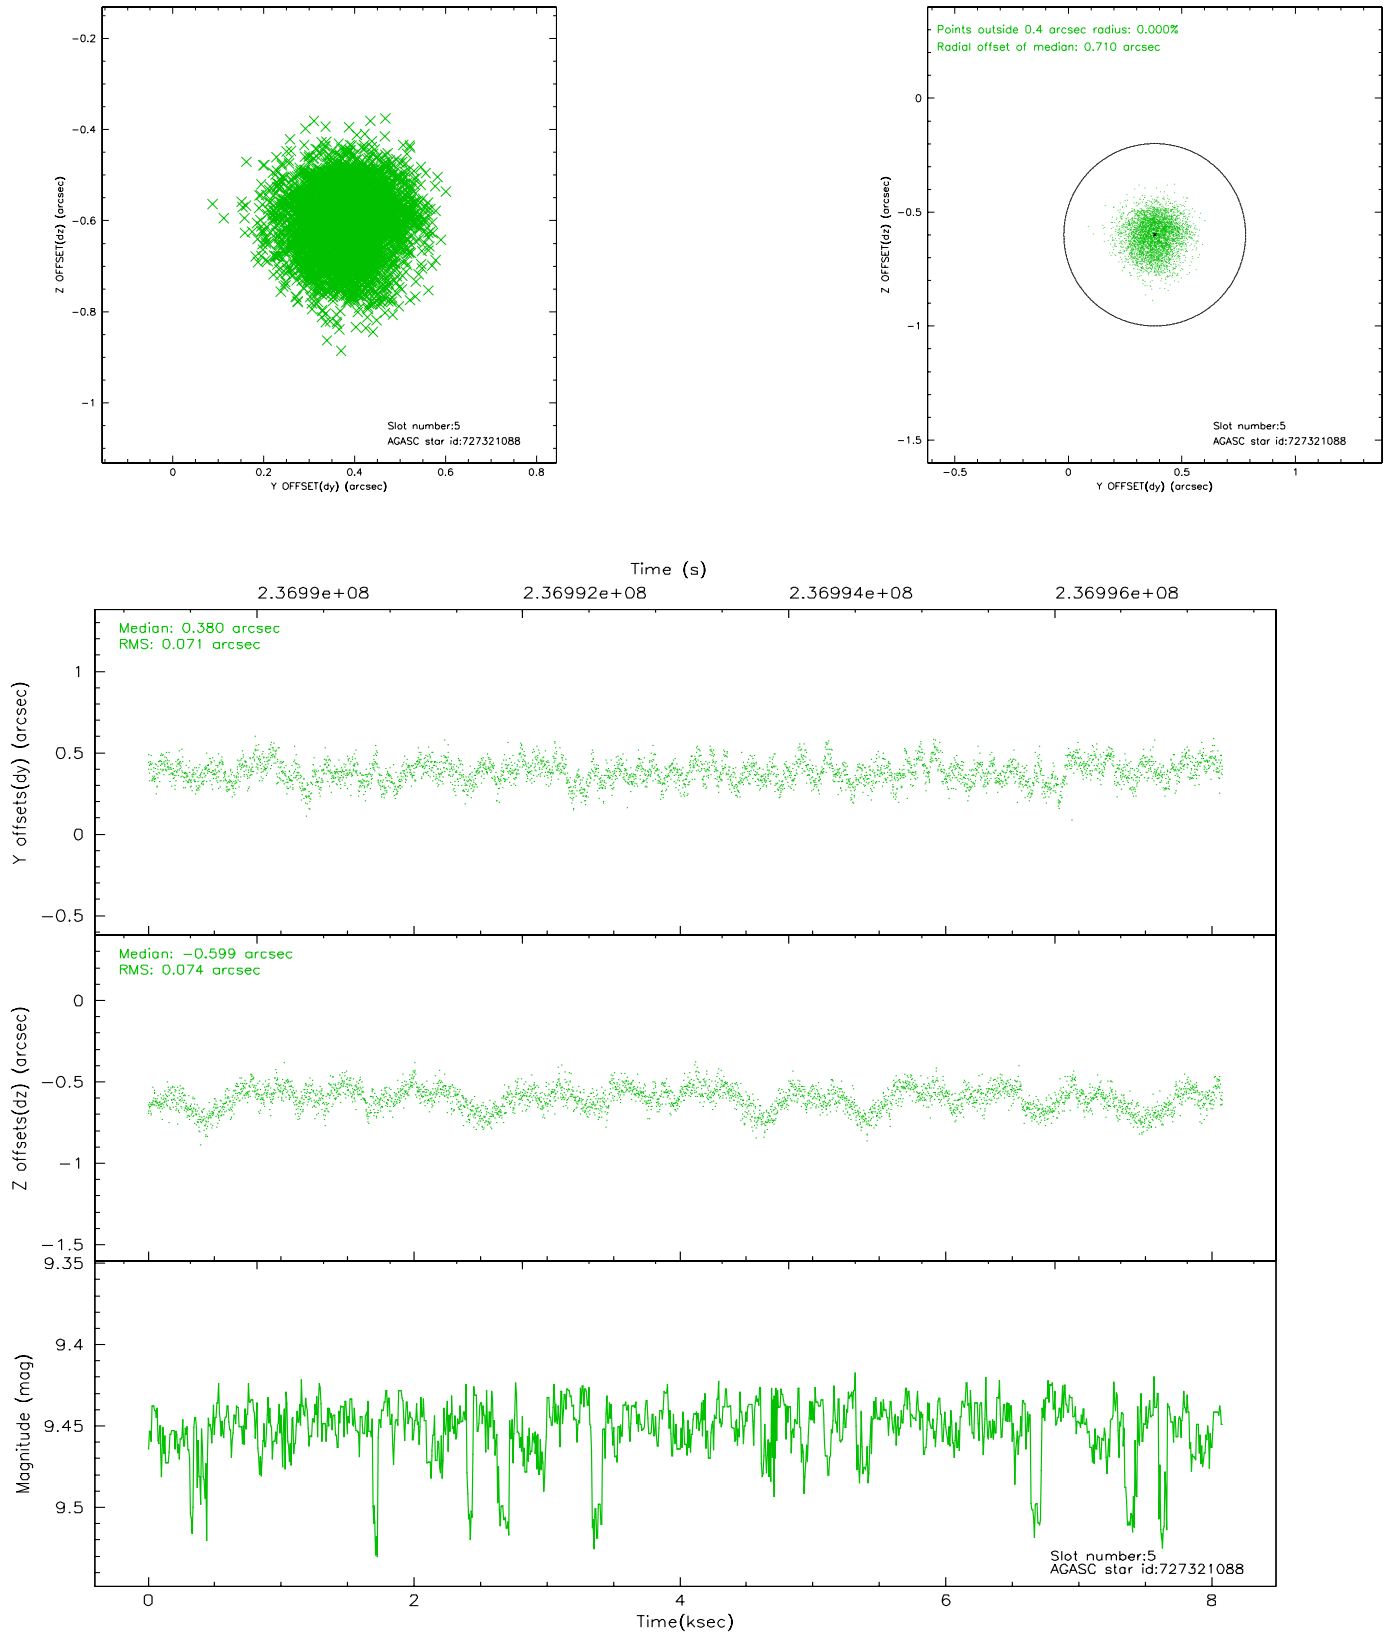 -0.2
-0.4
-0.6
-0.8
-1
Z OFFSET(dz) (arcsec)
Slot number:5
AGASC star id:727321088
0
0.2
0.4
0.6
0.8
Y OFFSET(dy) (arcsec)
Points outside 0.4 arcsec radius: 0.000%
Radial offset of median: 0.710 arcsec
0
-0.5
-1
-1.5
Z OFFSET(dz) (arcsec)
Slot number:5
AGASC star id:727321088
-0.5
0
0.5
1
Y OFFSET(dy) (arcsec)
Time (s)
2.3699e+08
2.36992e+08
2.36994e+08
2.36996e+08
Median: 0.380 arcsec
RMS: 0.071 arcsec
1
0.5
0
-0.5
Y offsets(dy) (arcsec)
Median: -0.599 arcsec
RMS: 0.074 arcsec
0
-0.5
-1
-1.5
Z offsets(dz) (arcsec)
9.35
9.4
9.45
9.5
Magnitude (mag)
Slot number:5
AGASC star id:727321088
0
2
4
6
8
Time(ksec)